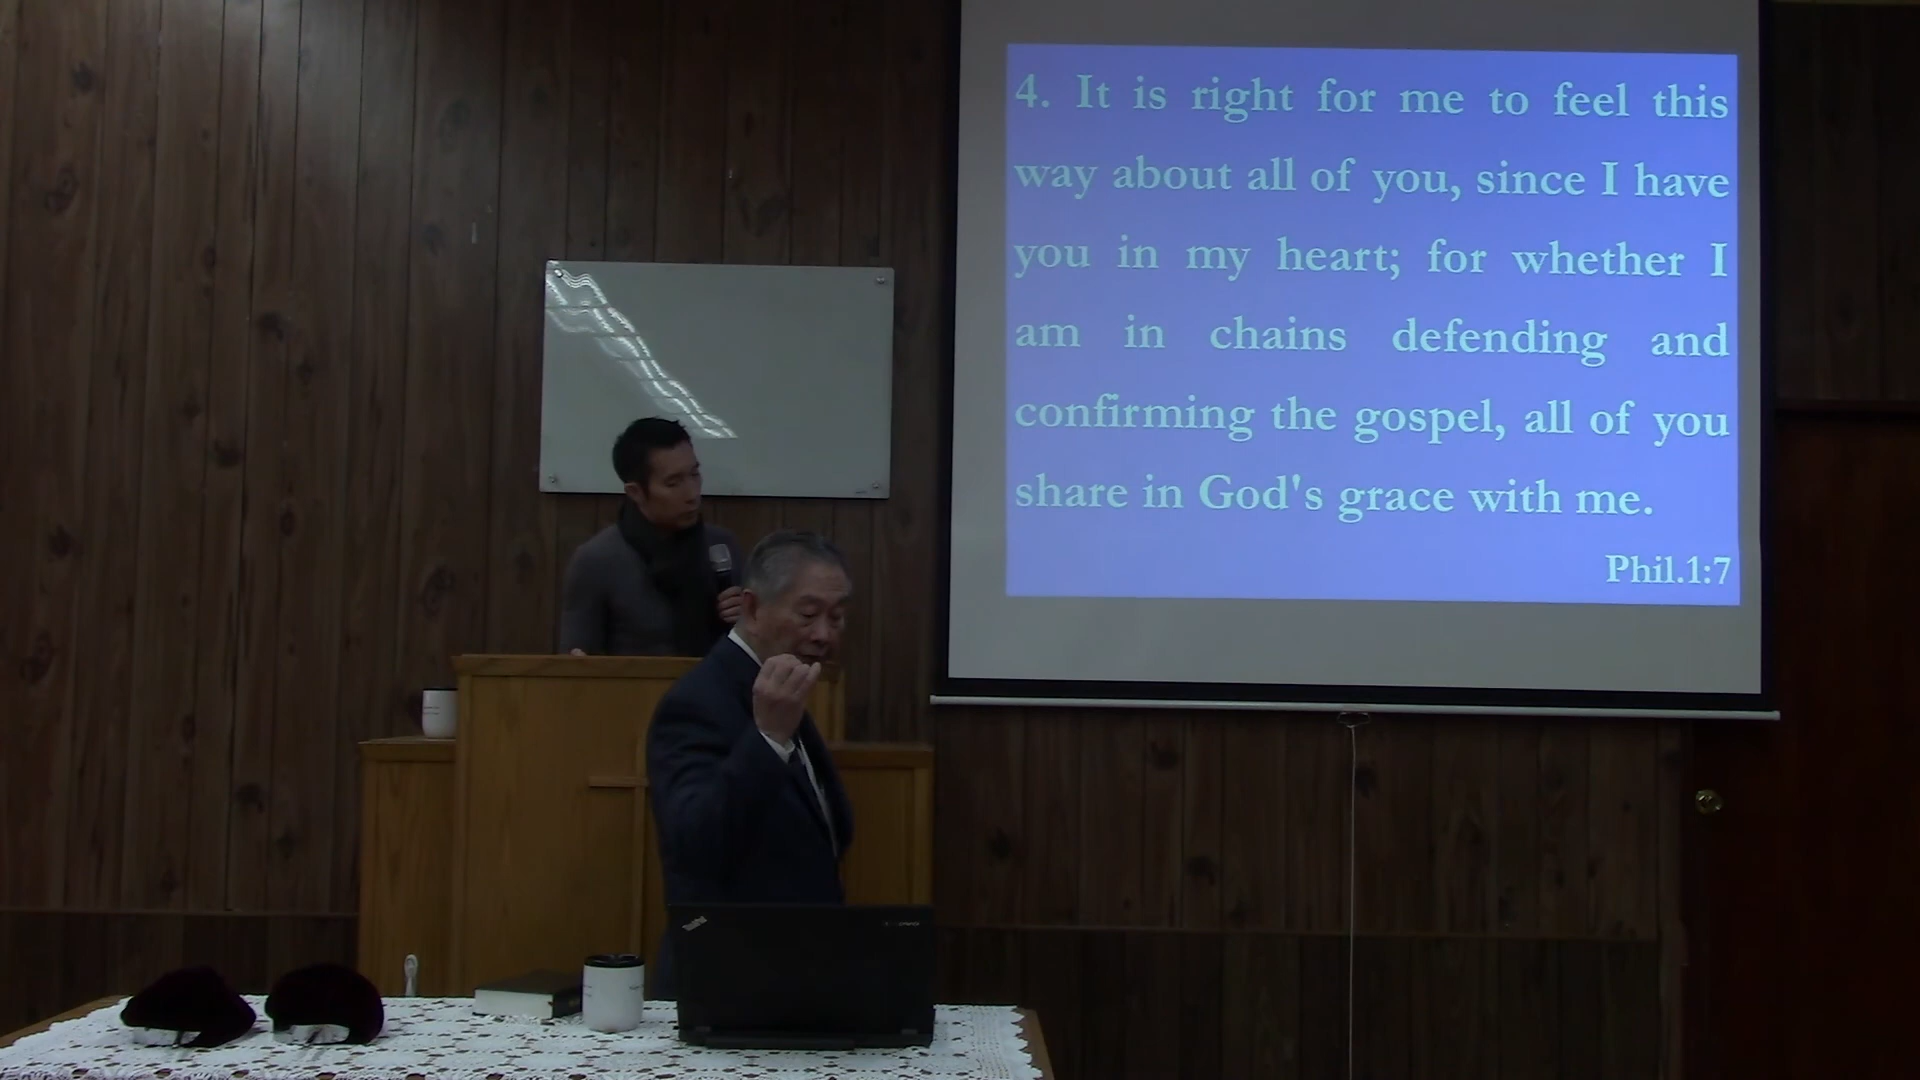 4. It is right for me to feel this
way about all of you, since I have
you in my heart; for whether I
am in chains defending and
confirming the gospel, all of you
share in God's grace with me.
Phil.1:7
ThinkPad
lenovo